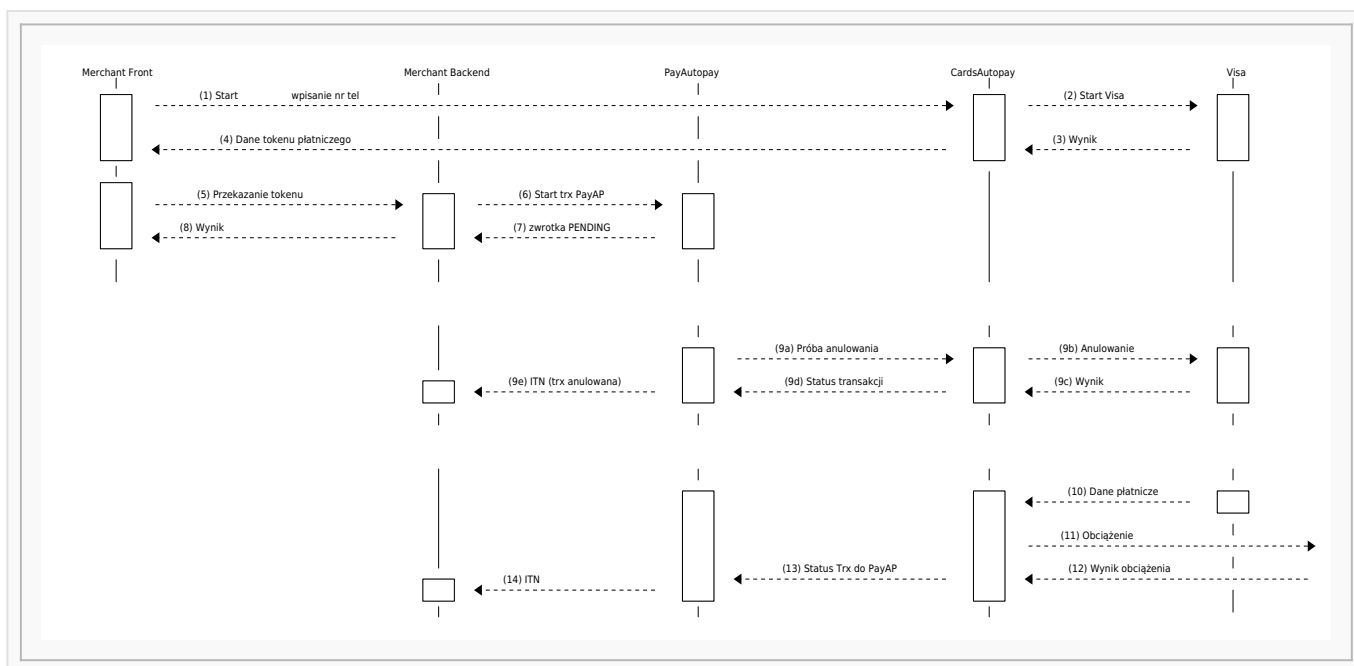 Merchant Front Merchant Backend PayAutopay CardsAutopay Visa
(1) Start wpisanie nr tel (2) Start Visa
(4) Dane tokenu płatniczego (3) Wynik
(5) Przekazanie tokenu (6) Start trx PayAP
(8) Wynik (7) zwrotka PENDING
(9a) Próba anulowania (9b) Anulowanie
(9e) ITN (trx anulowana) (9d) Status transakcji (9c) Wynik
(10) Dane płatnicze
(11) Obciążenie
(14) ITN (13) Status Trx do PayAP (12) Wynik obciążenia